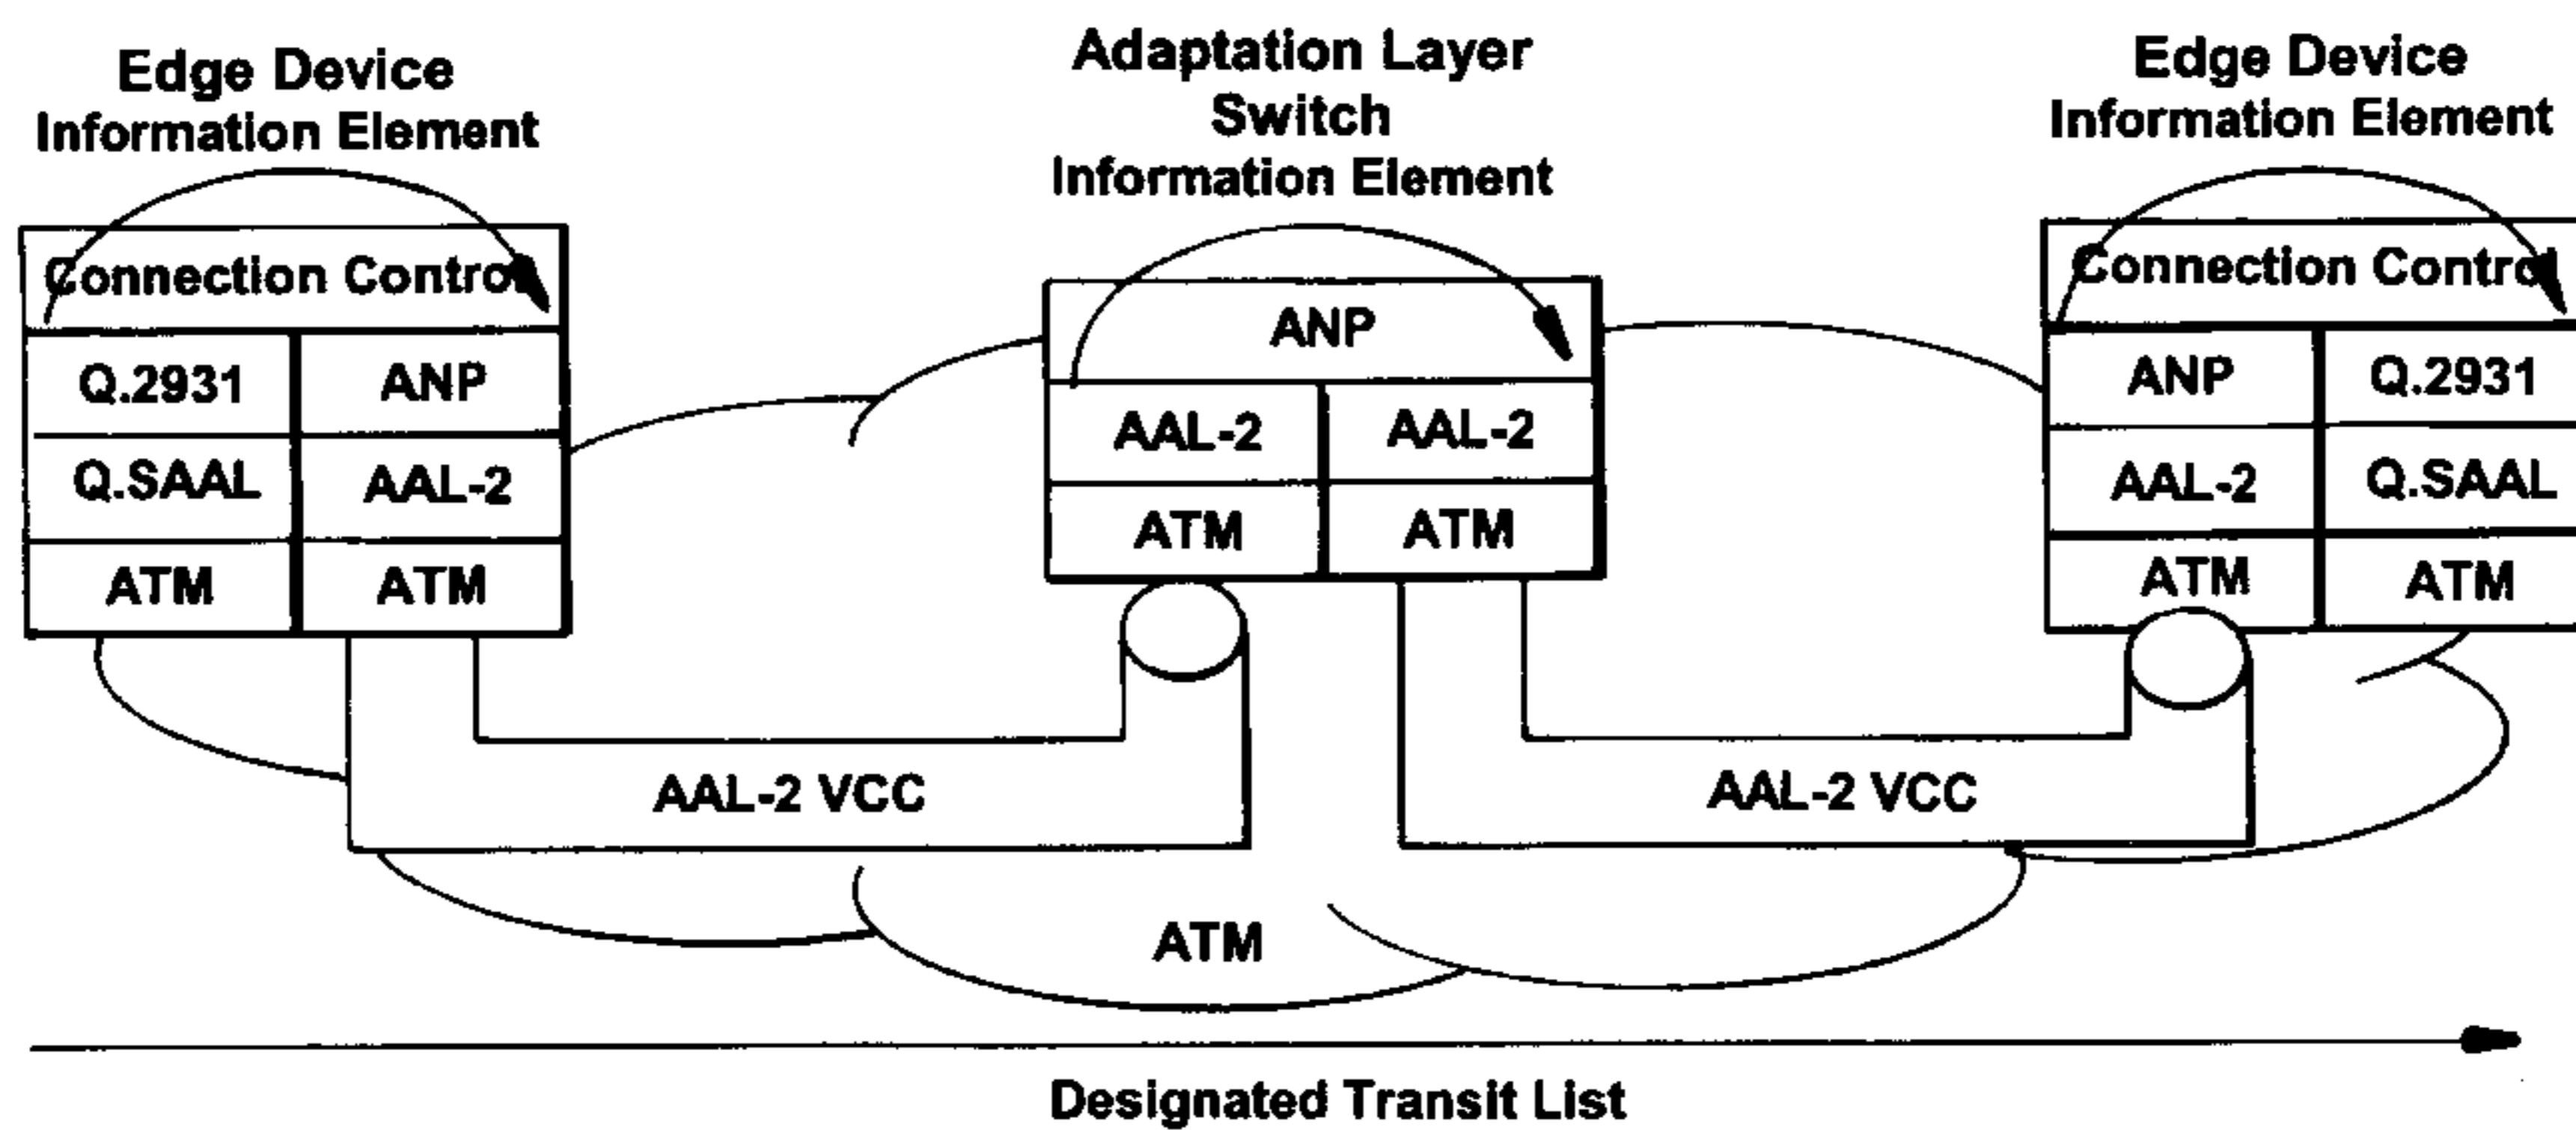 Edge Device
Information Element
Adaptation Layer
Switch
Information Element
Edge Device
Information Element
Connection Control
Q.2931 ANP
Q.SAAL AAL-2
ATM ATM
ANP
AAL-2 AAL-2
ATM ATM
Connection Control
ANP Q.2931
AAL-2 Q.SAAL
ATM ATM
AAL-2 VCC
AAL-2 VCC
ATM
Designated Transit List